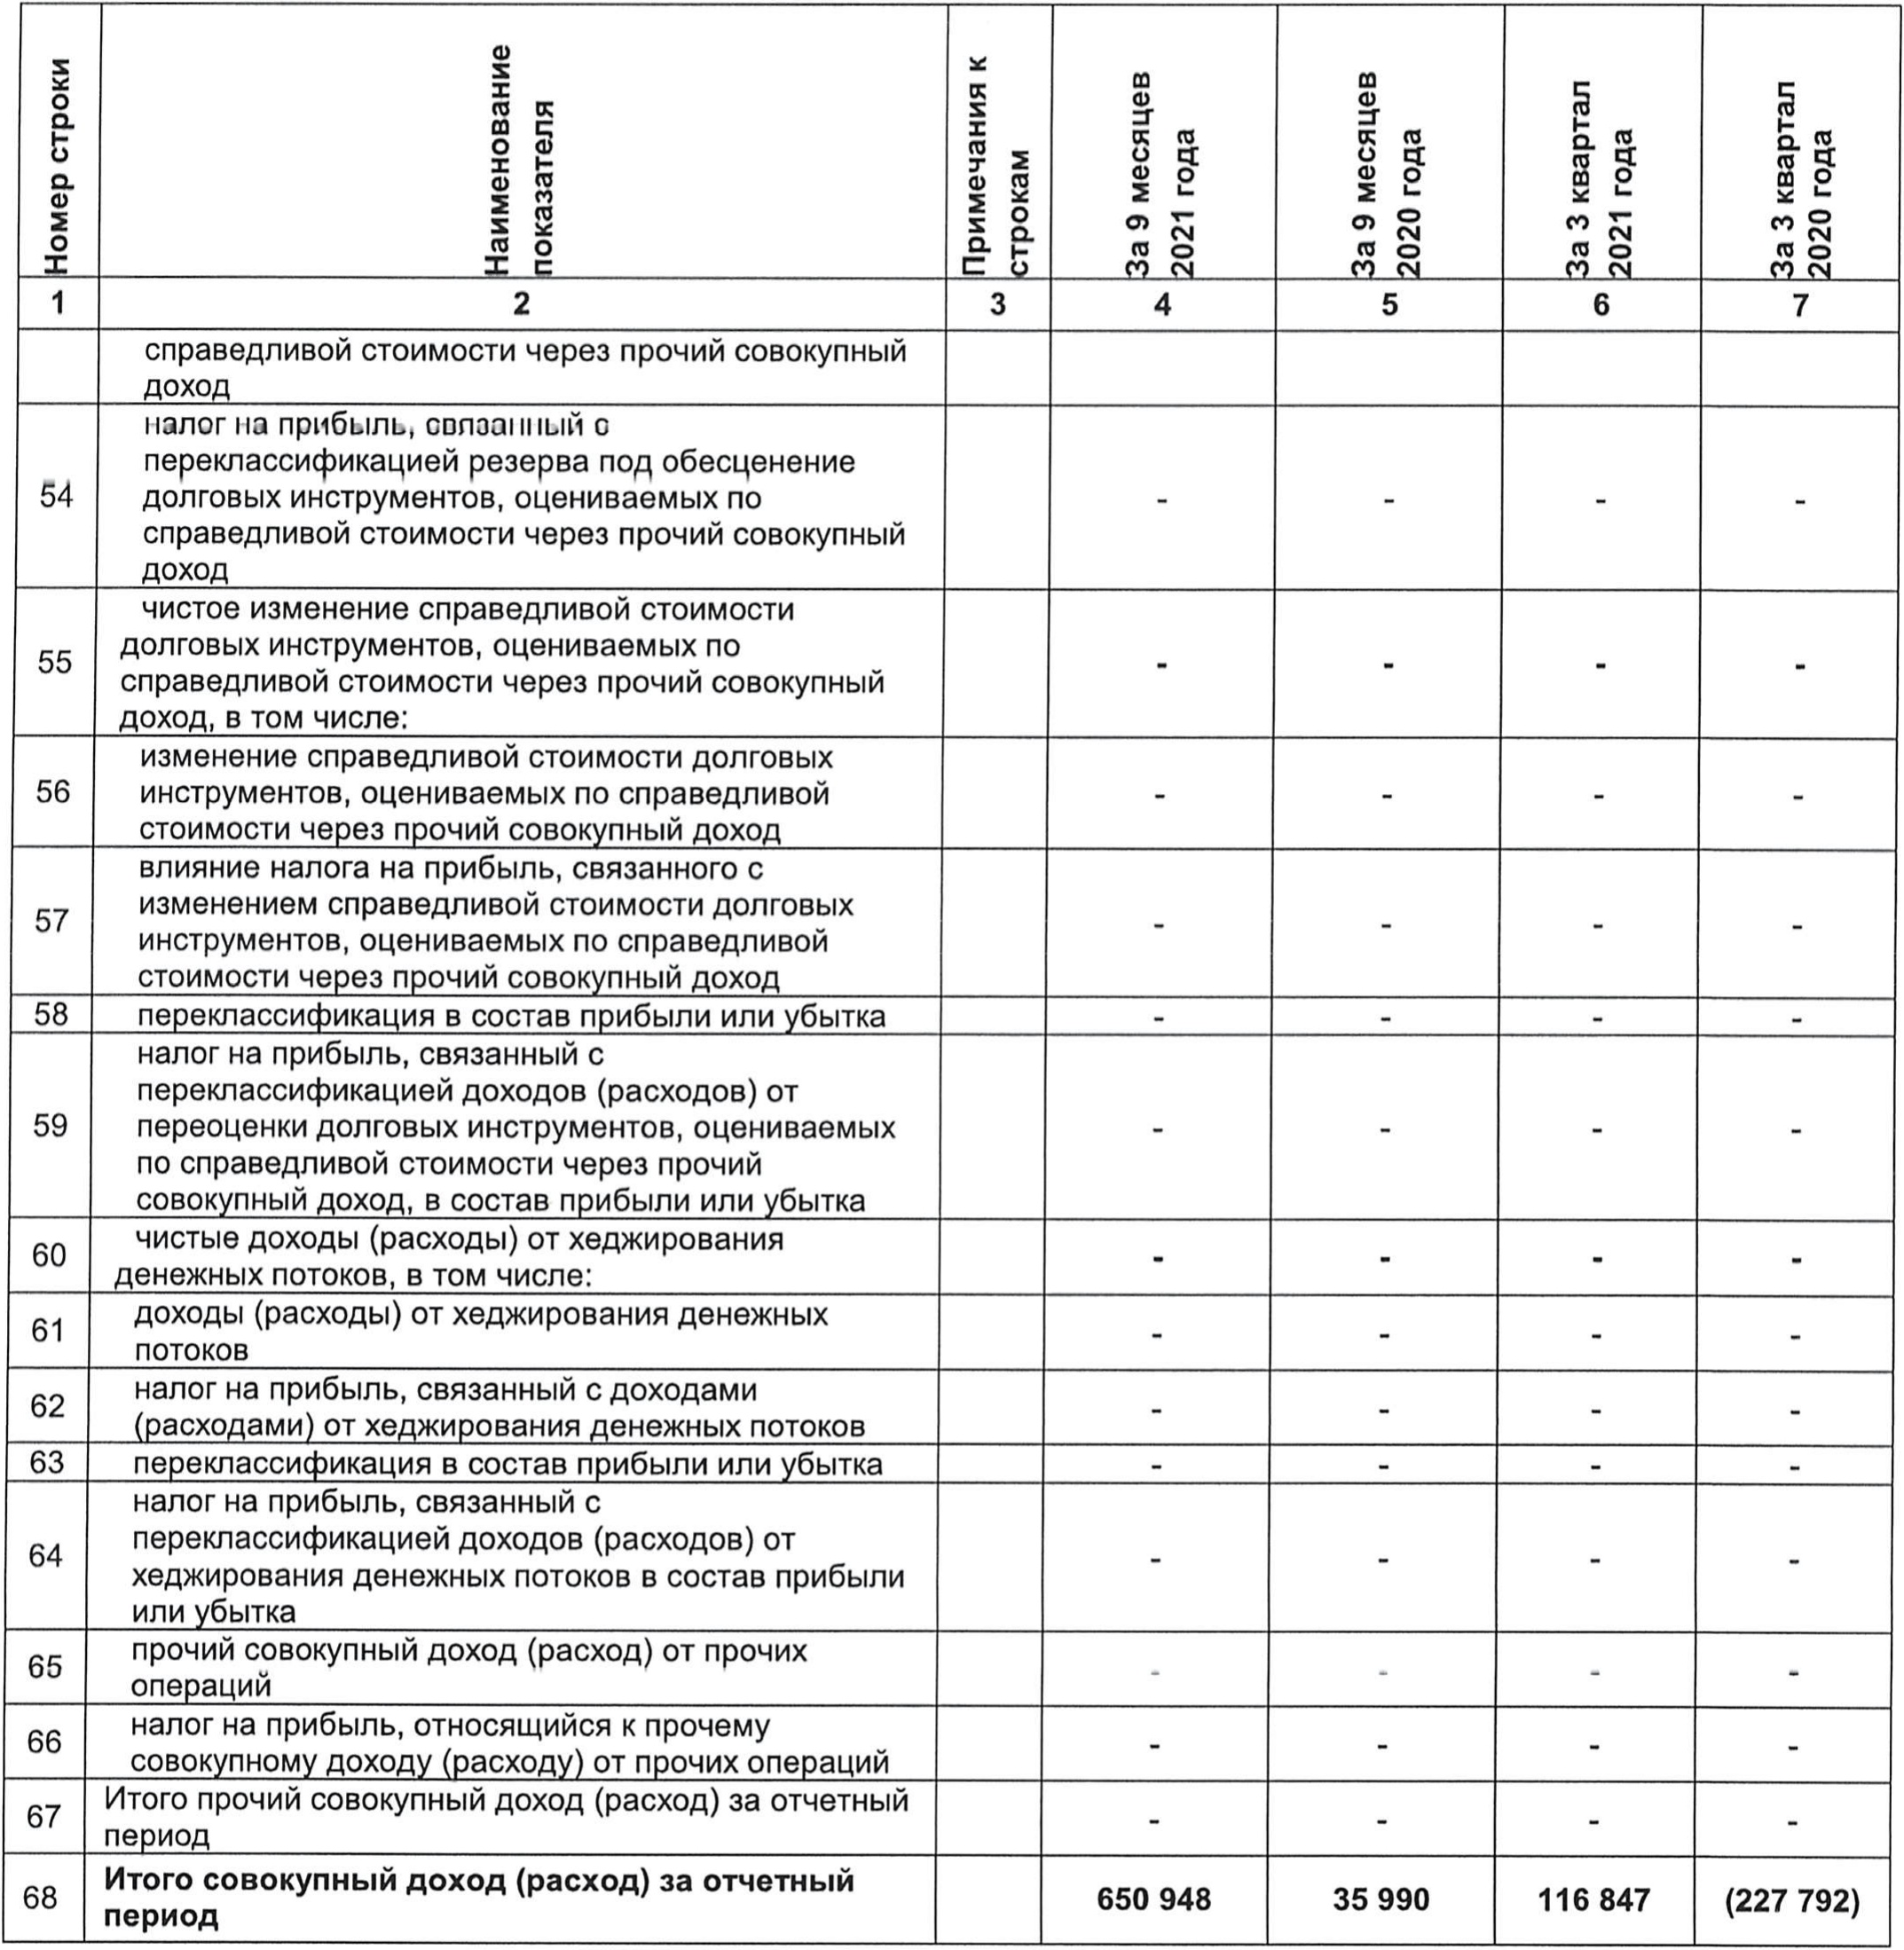 Номер строки
Наименование
показателя
Примечания к
строкам
За 9 месяцев
2021 года
За 9 месяцев
2020 года
За 3 квартал
2021 года
За 3 квартал
2020 года
1 2 3 4 5 6 7
справедливой стоимости через прочий совокупный
доход
налог на прибыль, связанный с
переклассификацией резерва под обесценение
54 долговых инструментов, оцениваемых по - - - -
справедливой стоимости через прочий совокупный
доход
чистое изменение справедливой стоимости
долговых инструментов, оцениваемых по
55 справедливой стоимости через прочий совокупный - - - -
доход, в том числе:
изменение справедливой стоимости долговых
56 инструментов, оцениваемых по справедливой - - - -
стоимости через прочий совокупный доход
влияние налога на прибыль, связанного с
изменением справедливой стоимости долговых
57 инструментов, оцениваемых по справедливой - - - -
стоимости через прочий совокупный доход
58 переклассификация в состав прибыли или убытка - - - -
налог на прибыль, связанный с
переклассификацией доходов (расходов) от
59 переоценки долговых инструментов, оцениваемых - - - -
по справедливой стоимости через прочий
совокупный доход, в состав прибыли или убытка
60 чистые доходы (расходы) от хеджирования - - - -
денежных потоков, в том числе:
61 доходы (расходы) от хеджирования денежных - - - -
потоков
62 налог на прибыль, связанный с доходами - - - -
(расходами) от хеджирования денежных потоков
63 переклассификация в состав прибыли или убытка - - - -
налог на прибыль, связанный с
переклассификацией доходов (расходов) от
64 хеджирования денежных потоков в состав прибыли - - - -
или убытка
65 прочий совокупный доход (расход) от прочих - - - -
операций
66 налог на прибыль, относящийся к прочему - - - -
совокупному доходу (расходу) от прочих операций
67 Итого прочий совокупный доход (расход) за отчетный - - - -
период
68 Итого совокупный доход (расход) за отчетный 650 948 35 990 116 847 (227 792)
период